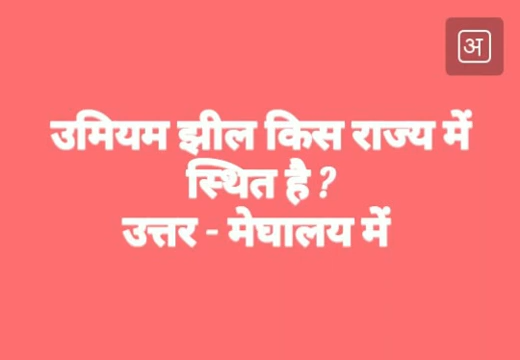 अ
उमियम झील किस राज्य में
स्थित है ?
उत्तर - मेघालय में